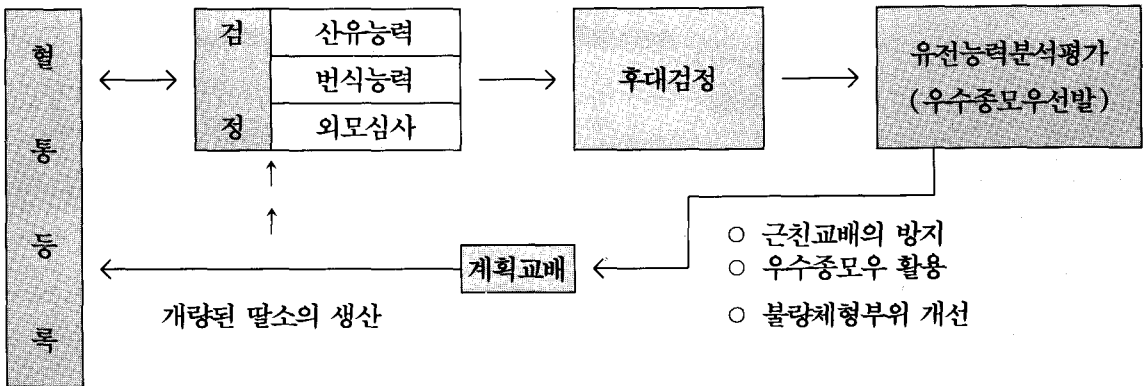 혈통등록
검정
산유능력
번식능력
외모심사
후대검정
유전능력분석평가
(우수종모우선발)
○ 근친교배의 방지
○ 우수종모우 활용
○ 불량체형부위 개선
계획교배
개량된 딸소의 생산